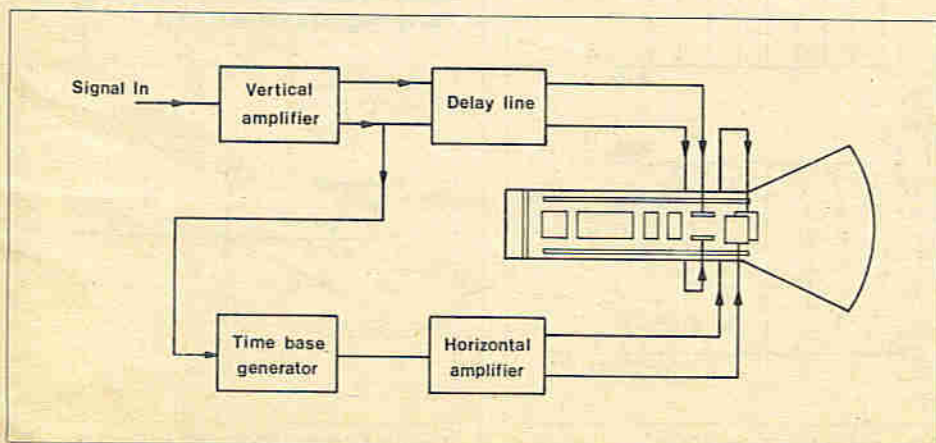 Signal In
Vertical
amplifier
Delay line
Time base
generator
Horizontal
amplifier